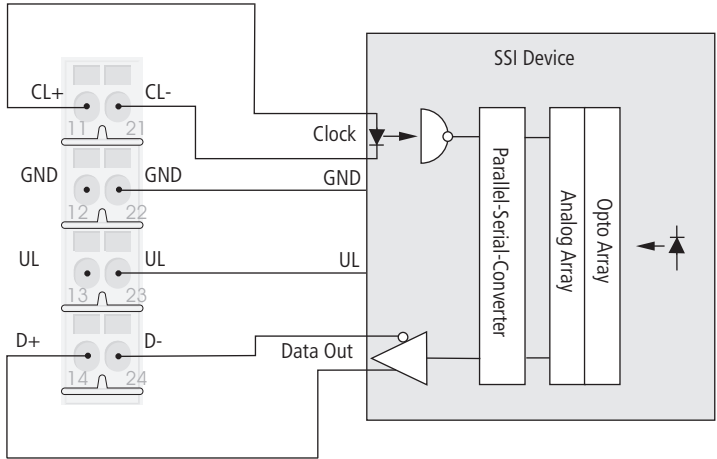 SSI Device
CL+ CL-
11 21
Clock
GND GND GND
12 22
UL UL UL
13 23
D+ D- Data Out
14 24
Parallel-Serial-Converter
Analog Array
Opto Array